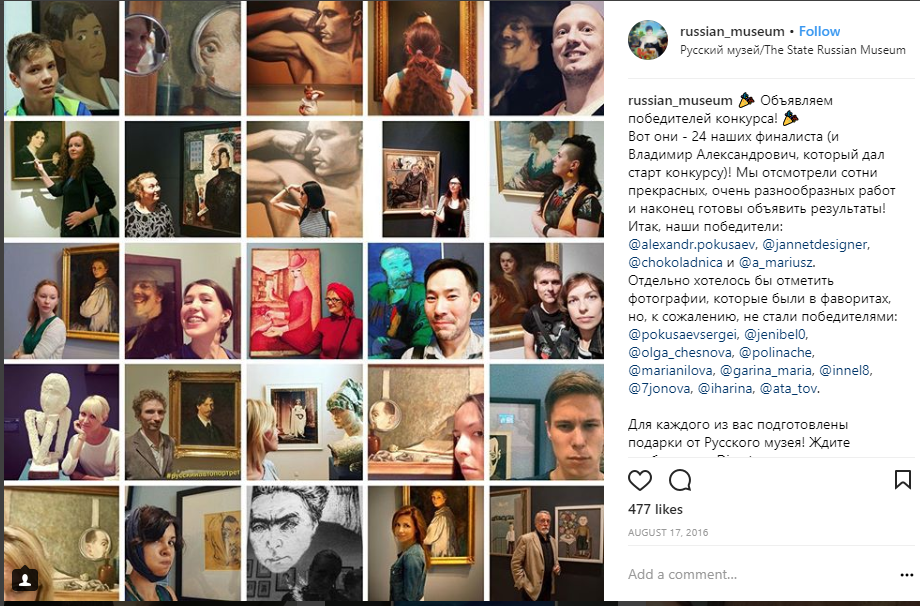 russian_museum • Follow
Русский музей/The State Russian Museum
russian_museum 🎉 Объявляем
победителей конкурса! 🎉
Вот они - 24 наших финалиста (и
Владимир Александрович, который дал
старт конкурсу)! Мы отсмотрели сотни
прекрасных, очень разнообразных работ
и наконец готовы объявить результаты!
Итак, наши победители:
@alexandr.pokusaev, @jannetdesigner,
@chokoladnica и @a_mariusz.
Отдельно хотелось бы отметить
фотографии, которые были в фаворитах,
но, к сожалению, не стали победителями:
@pokusaevsergei, @jenibel0,
@olga_chesnova, @polinache,
@marianilova, @garina_maria, @innel8,
@7jonova, @iharina, @ata_tov.
Для каждого из вас подготовлены
подарки от Русского музея! Ждите
477 likes
AUGUST 17, 2016
Add a comment...
#русскийавтопортрет